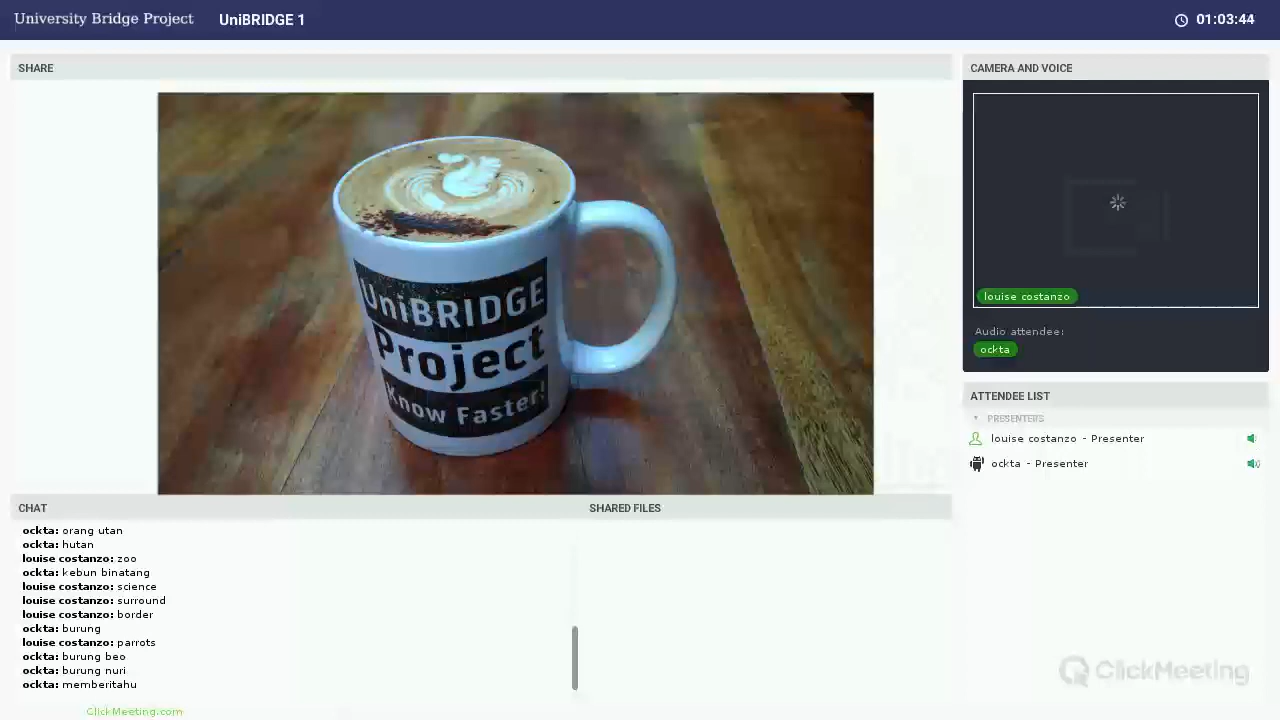 University Bridge Project
UniBRIDGE 1
01:03:44
SHARE
CAMERA AND VOICE
UniBRIDGE
Project
Know Faster!
louise costanzo
Audio attendee:
ockta
ATTENDEE LIST
PRESENTERS
louise costanzo - Presenter
ockta - Presenter
CHAT
SHARED FILES
ockta: orang utan
ockta: hutan
louise costanzo: zoo
ockta: kebun binatang
louise costanzo: science
louise costanzo: surround
louise costanzo: border
ockta: burung
louise costanzo: parrots
ockta: burung beo
ockta: burung nuri
ockta: memberitahu
ClickMeeting
ClickMeeting.com